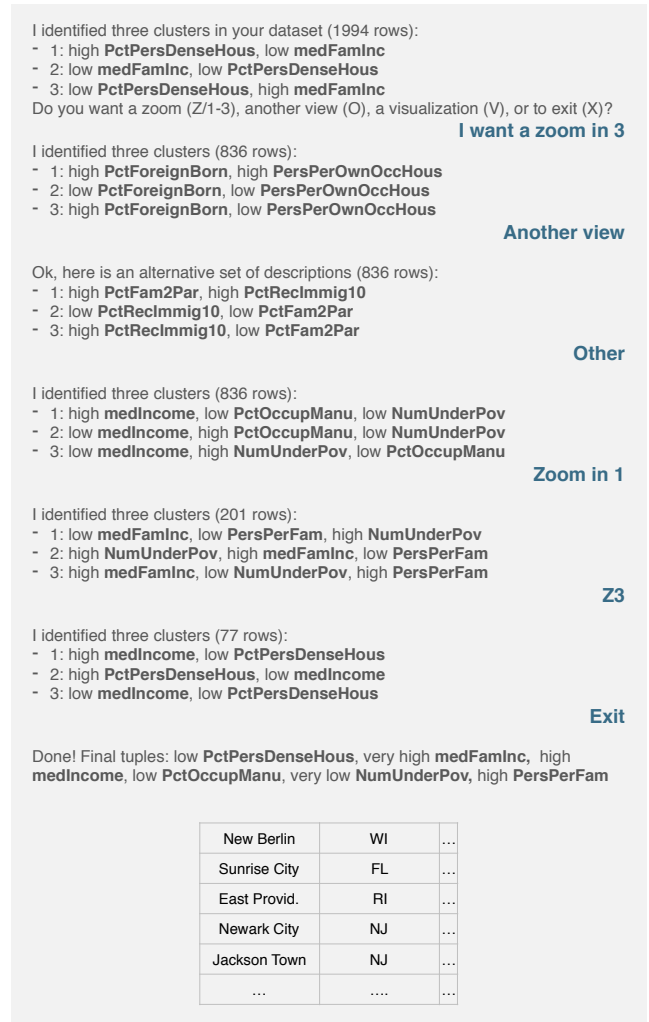 I identified three clusters in your dataset (1994 rows):
- 1: high PctPersDenseHous, low medFamInc
- 2: low medFamInc, low PctPersDenseHous
- 3: low PctPersDenseHous, high medFamInc
Do you want a zoom (Z/1-3), another view (O), a visualization (V), or to exit (X)?
I want a zoom in 3
I identified three clusters (836 rows):
- 1: high PctForeignBorn, high PersPerOwnOccHous
- 2: low PctForeignBorn, low PersPerOwnOccHous
- 3: high PctForeignBorn, low PersPerOwnOccHous
Another view
Ok, here is an alternative set of descriptions (836 rows):
- 1: high PctFam2Par, high PctRecImmig10
- 2: low PctRecImmig10, low PctFam2Par
- 3: high PctRecImmig10, low PctFam2Par
Other
I identified three clusters (836 rows):
- 1: high medIncome, low PctOccupManu, low NumUnderPov
- 2: low medIncome, high PctOccupManu, low NumUnderPov
- 3: low medIncome, high NumUnderPov, low PctOccupManu
Zoom in 1
I identified three clusters (201 rows):
- 1: low medFamInc, low PersPerFam, high NumUnderPov
- 2: high NumUnderPov, high medFamInc, low PersPerFam
- 3: high medFamInc, low NumUnderPov, high PersPerFam
Z3
I identified three clusters (77 rows):
- 1: high medIncome, low PctPersDenseHous
- 2: high PctPersDenseHous, low medIncome
- 3: low medIncome, low PctPersDenseHous
Exit
Done! Final tuples: low PctPersDenseHous, very high medFamInc, high
medIncome, low PctOccupManu, very low NumUnderPov, high PersPerFam
New Berlin WI ...
Sunrise City FL ...
East Provid. RI ...
Newark City NJ ...
Jackson Town NJ ...
... .... ...